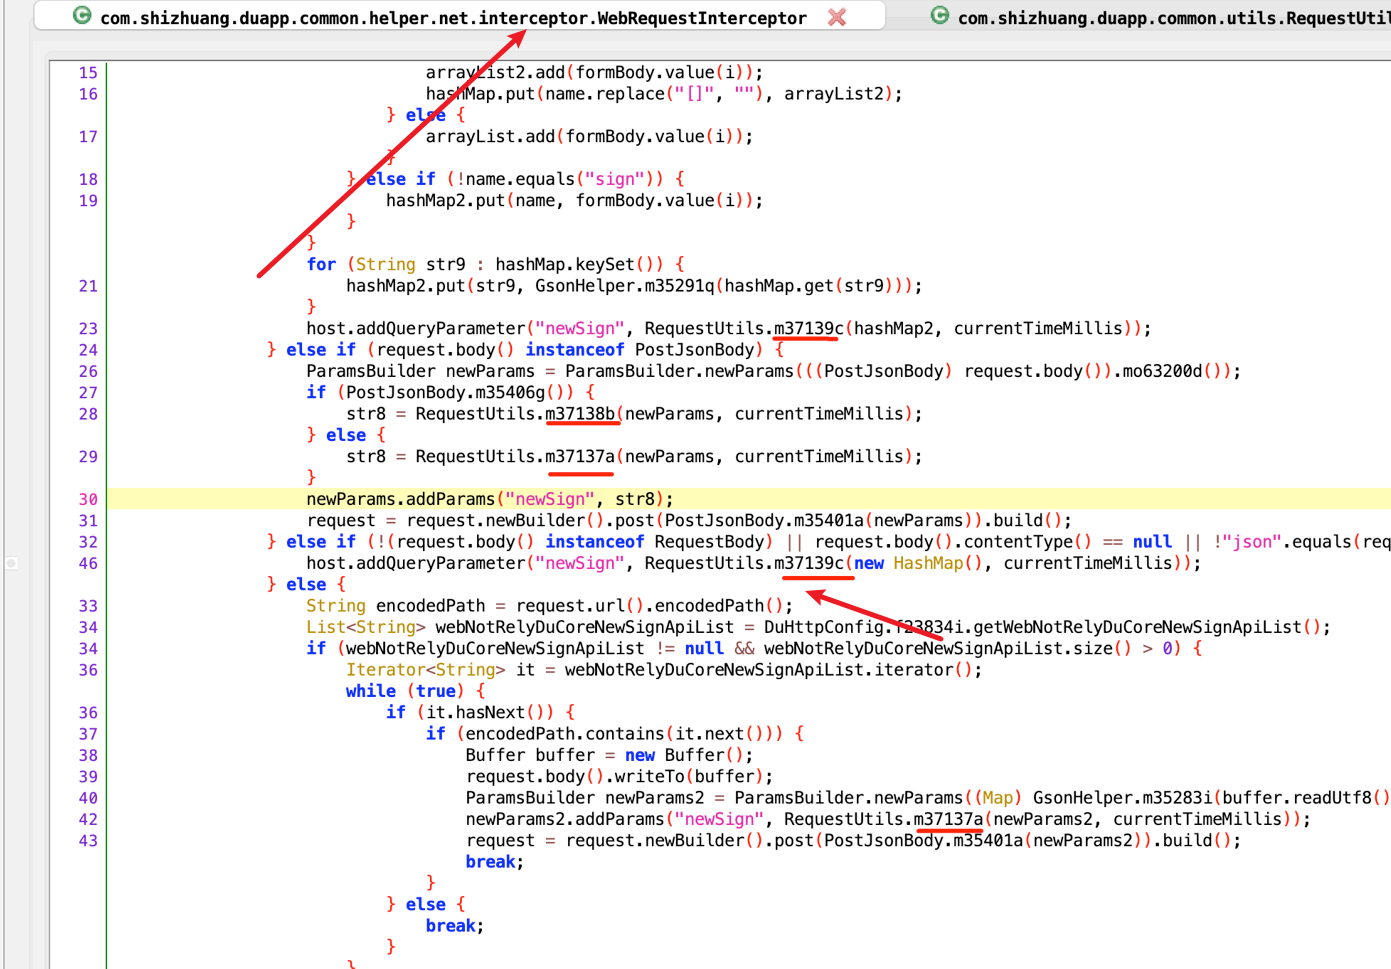 com.shizhuang.duapp.common.helper.net.interceptor.WebRequestInterceptor
com.shizhuang.duapp.common.utils.RequestUtil
15 arrayList2.add(formBody.value(i));
16 hashMap.put(name.replace("[]", ""), arrayList2);
} else {
17 arrayList.add(formBody.value(i));
}
18 } else if (!name.equals("sign")) {
19 hashMap2.put(name, formBody.value(i));
}
}
for (String str9 : hashMap.keySet()) {
21 hashMap2.put(str9, GsonHelper.m35291q(hashMap.get(str9)));
}
23 host.addQueryParameter("newSign", RequestUtils.m37139c(hashMap2, currentTimeMillis));
24 } else if (request.body() instanceof PostJsonBody) {
26 ParamsBuilder newParams = ParamsBuilder.newParams(((PostJsonBody) request.body()).mo63200d());
27 if (PostJsonBody.m35406g()) {
28 str8 = RequestUtils.m37138b(newParams, currentTimeMillis);
} else {
29 str8 = RequestUtils.m37137a(newParams, currentTimeMillis);
}
30 newParams.addParams("newSign", str8);
31 request = request.newBuilder().post(PostJsonBody.m35401a(newParams)).build();
32 } else if (!(request.body() instanceof RequestBody) || request.body().contentType() == null || !"json".equals(req
46 host.addQueryParameter("newSign", RequestUtils.m37139c(new HashMap(), currentTimeMillis));
} else {
33 String encodedPath = request.url().encodedPath();
34 List<String> webNotRelyDuCoreNewSignApiList = DuHttpConfig.f23834i.getWebNotRelyDuCoreNewSignApiList();
34 if (webNotRelyDuCoreNewSignApiList != null && webNotRelyDuCoreNewSignApiList.size() > 0) {
36 Iterator<String> it = webNotRelyDuCoreNewSignApiList.iterator();
while (true) {
36 if (it.hasNext()) {
37 if (encodedPath.contains(it.next())) {
38 Buffer buffer = new Buffer();
39 request.body().writeTo(buffer);
40 ParamsBuilder newParams2 = ParamsBuilder.newParams((Map) GsonHelper.m35283i(buffer.readUtf8()
42 newParams2.addParams("newSign", RequestUtils.m37137a(newParams2, currentTimeMillis));
43 request = request.newBuilder().post(PostJsonBody.m35401a(newParams2)).build();
break;
}
} else {
break;
}
}